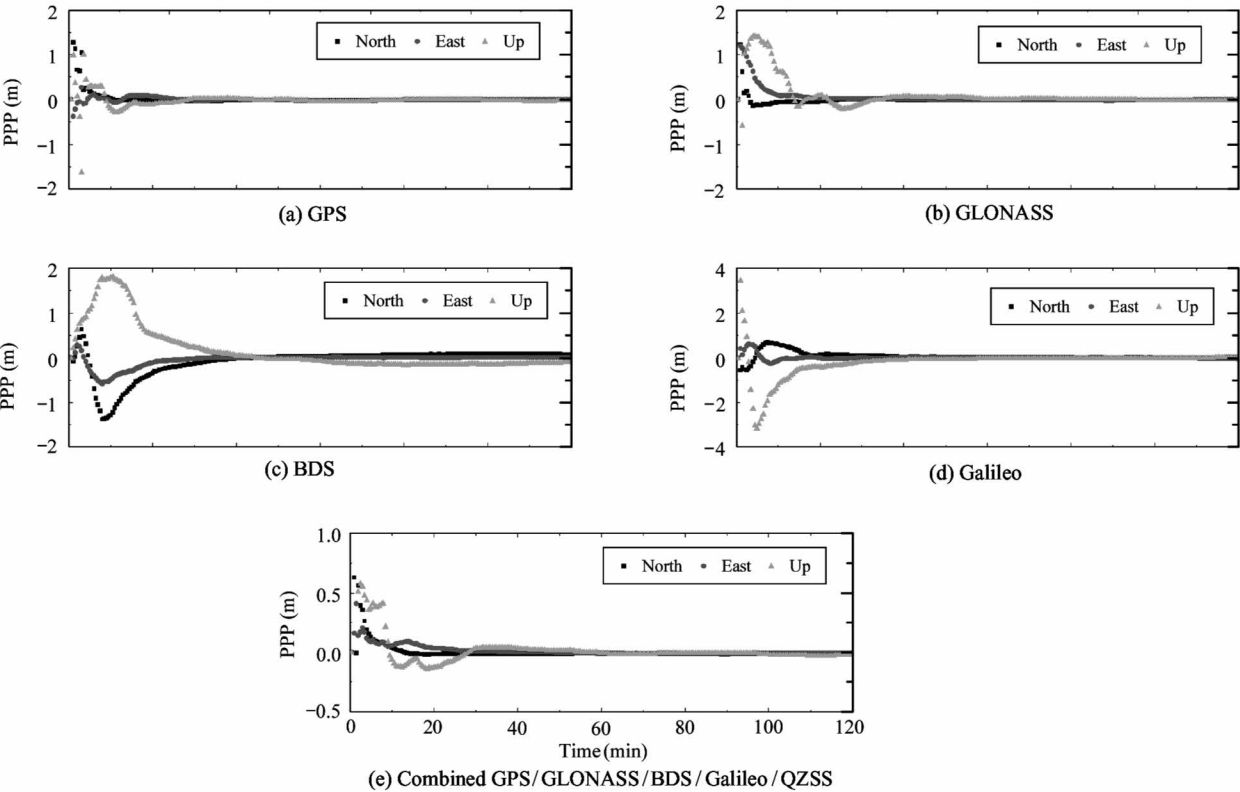 2
1
0
−1
−2
PPP (m)
North East Up
(a) GPS
2
1
0
−1
−2
PPP (m)
North East Up
(b) GLONASS
2
1
0
−1
−2
PPP (m)
North East Up
(c) BDS
4
2
0
−2
−4
PPP (m)
North East Up
(d) Galileo
1.0
0.5
0.0
−0.5
PPP (m)
North East Up
0 20 40 60 80 100 120
Time (min)
(e) Combined GPS/GLONASS/BDS/Galileo/QZSS